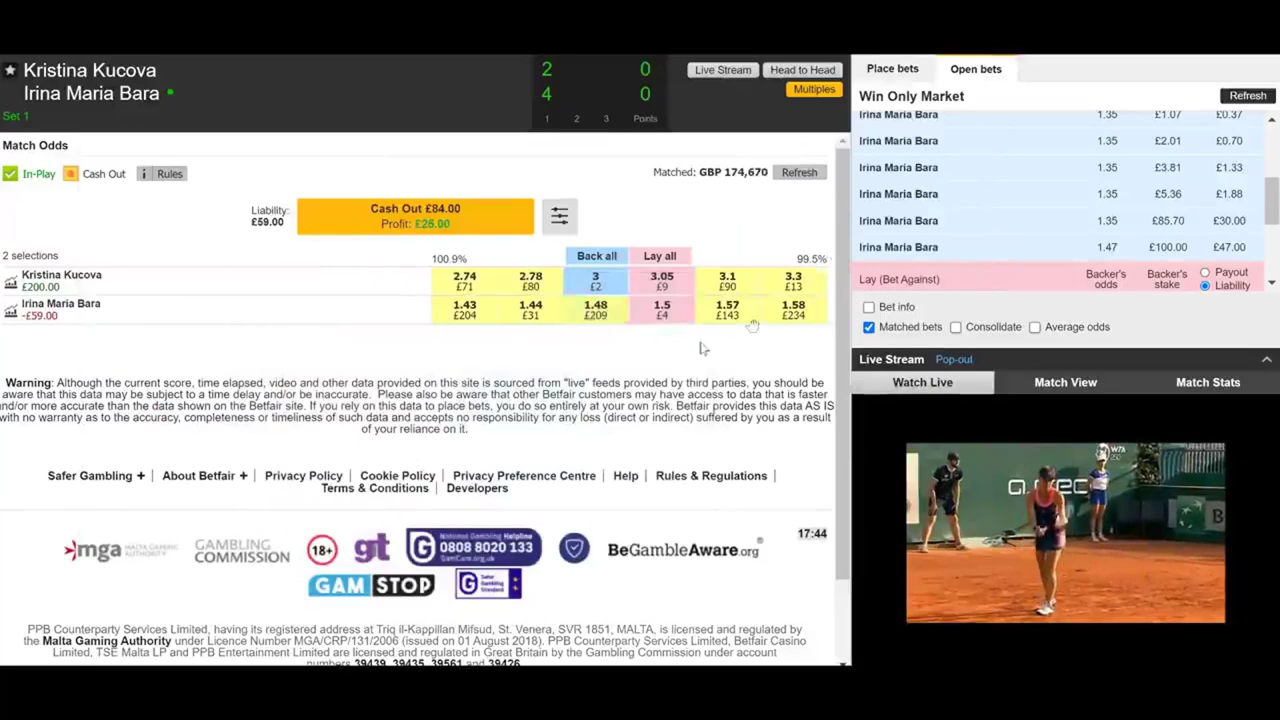 Kristina Kucova 2 0 Live Stream Head to Head
Irina Maria Bara 4 0 Multiples
Set 1 1 2 3 Points
Match Odds
In-Play Cash Out i Rules Matched: GBP 174,670 Refresh
Liability:
£59.00
Cash Out £84.00
Profit: £25.00
2 selections 100.9% Back all Lay all 99.5%
Kristina Kucova 2.74 2.78 3 3.05 3.1 3.3
£200.00 £71 £80 £2 £9 £90 £13
Irina Maria Bara 1.43 1.44 1.48 1.5 1.57 1.58
-£59.00 £204 £31 £209 £4 £143 £234
Warning: Although the current score, time elapsed, video and other data provided on this site is sourced from "live" feeds provided by third parties, you should be
aware that this data may be subject to a time delay and/or be inaccurate. Please also be aware that other Betfair customers may have access to data that is faster
and/or more accurate than the data shown on the Betfair site. If you rely on this data to place bets, you do so entirely at your own risk. Betfair provides this data AS IS
with no warranty as to the accuracy, completeness or timeliness of such data and accepts no responsibility for any loss (direct or indirect) suffered by you as a result
of your reliance on it.
Safer Gambling + | About Betfair + | Privacy Policy | Cookie Policy | Privacy Preference Centre | Help | Rules & Regulations |
Terms & Conditions | Developers
17:44
mga MALTA GAMING AUTHORITY
GAMBLING
COMMISSION
18+
gt
National Gambling Helpline
0808 8020 133
GamCare.org.uk
BeGambleAware.org®
GAMSTOP
Safer
Gambling
Standard
PPB Counterparty Services Limited, having its registered address at Triq il-Kappillan Mifsud, St. Venera, SVR 1851, MALTA, is licensed and regulated by
the Malta Gaming Authority under Licence Number MGA/CRP/131/2006 (issued on 01 August 2018). PPB Counterparty Services Limited, Betfair Casino
Limited, TSE Malta LP and PPB Entertainment Limited are licensed and regulated in Great Britain by the Gambling Commission under account
numbers 39439, 39435, 39561 and 39426
Place bets Open bets
Win Only Market Refresh
Irina Maria Bara 1.35 £1.07 £0.37
Irina Maria Bara 1.35 £2.01 £0.70
Irina Maria Bara 1.35 £3.81 £1.33
Irina Maria Bara 1.35 £5.36 £1.88
Irina Maria Bara 1.35 £85.70 £30.00
Irina Maria Bara 1.47 £100.00 £47.00
Lay (Bet Against) Backer's odds Backer's stake Payout Liability
Bet info
Matched bets Consolidate Average odds
Live Stream Pop-out
Watch Live Match View Match Stats